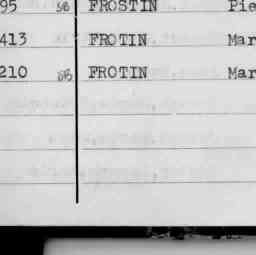 95 FROSTIN Pie
413 FROTIN Mar
210 FROTIN Mar